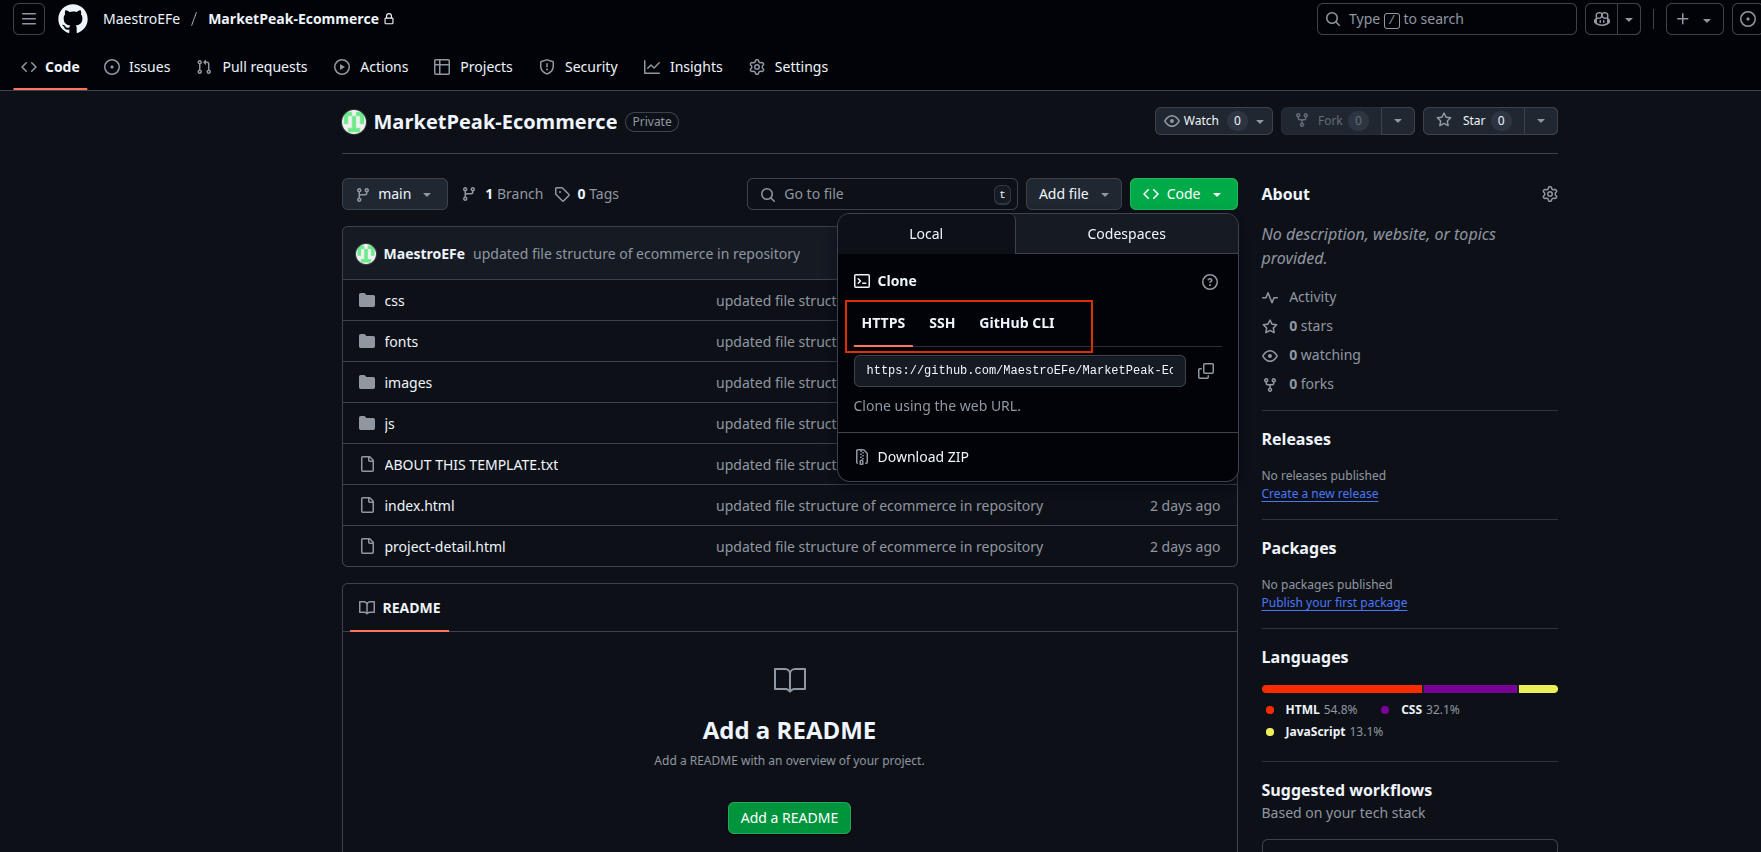 MaestroEFe / MarketPeak-Ecommerce
Type / to search
Code Issues Pull requests Actions Projects Security Insights Settings
MarketPeak-Ecommerce Private
Watch 0 Fork 0 Star 0
main 1 Branch 0 Tags
Go to file t Add file Code
Local Codespaces
Clone
HTTPS SSH GitHub CLI
https://github.com/MaestroEFe/MarketPeak-Ec
Clone using the web URL.
Download ZIP
MaestroEFe updated file structure of ecommerce in repository
css updated file struct
fonts updated file struct
images updated file struct
js updated file struct
ABOUT THIS TEMPLATE.txt updated file struct
index.html updated file structure of ecommerce in repository 2 days ago
project-detail.html updated file structure of ecommerce in repository 2 days ago
README
Add a README
Add a README with an overview of your project.
Add a README
About
No description, website, or topics
provided.
Activity
0 stars
0 watching
0 forks
Releases
No releases published
Create a new release
Packages
No packages published
Publish your first package
Languages
HTML 54.8% CSS 32.1%
JavaScript 13.1%
Suggested workflows
Based on your tech stack